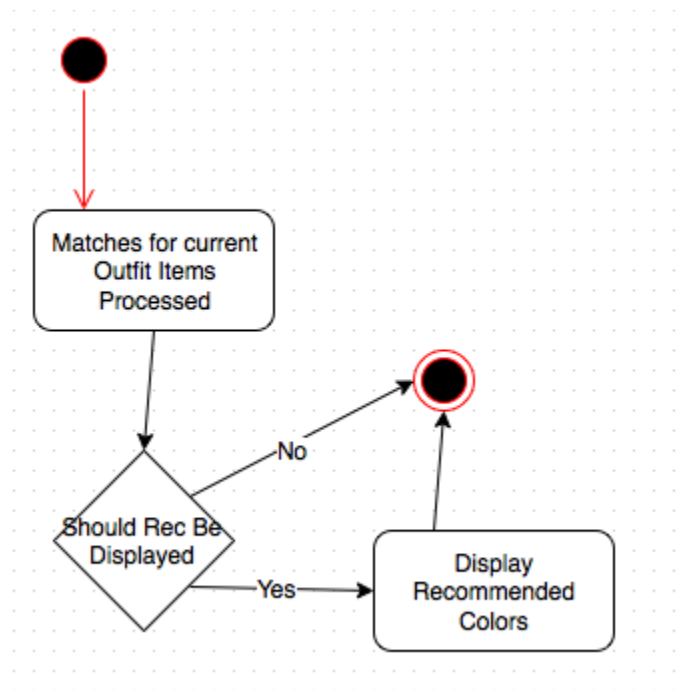 Matches for current
Outfit Items
Processed
No
Should Rec Be
Displayed
Yes
Display
Recommended
Colors